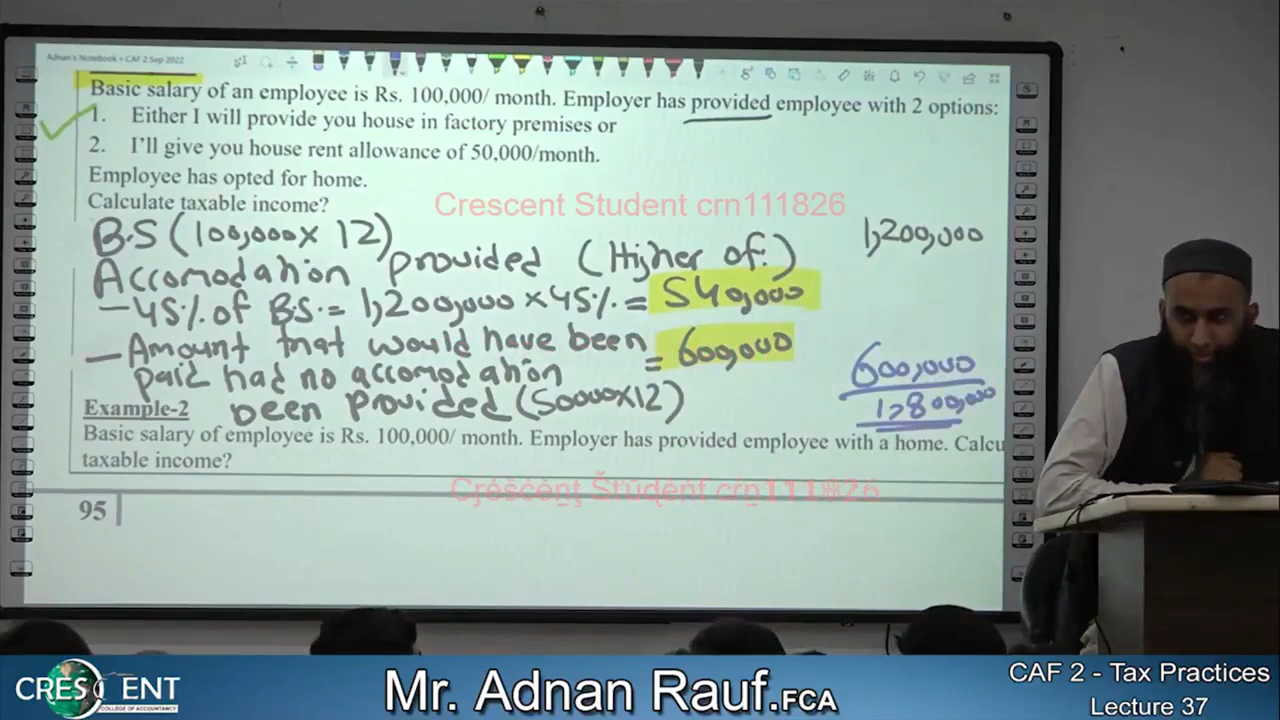 Adnan's Notebook > CAF 2 Sep 2022
Basic salary of an employee is Rs. 100,000/ month. Employer has provided employee with 2 options:
1. Either I will provide you house in factory premises or
2. I'll give you house rent allowance of 50,000/month.
Employee has opted for home.
Calculate taxable income?
Crescent Student crn111826
B.S (100,000 x 12) 1,200,000
Accomodation provided (Higher of:)
- 45% of B.S. = 1,200,000 x 45% = 540,000
- Amount that would have been = 600,000
paid had no accomodation 600,000
been provided (50000x12) 1,800,000
Example-2
Basic salary of employee is Rs. 100,000/ month. Employer has provided employee with a home. Calcu
taxable income?
Crescent Student crn111826
95
CRESCENT
COLLEGE OF ACCOUNTANCY
Mr. Adnan Rauf.FCA
CAF 2 - Tax Practices
Lecture 37